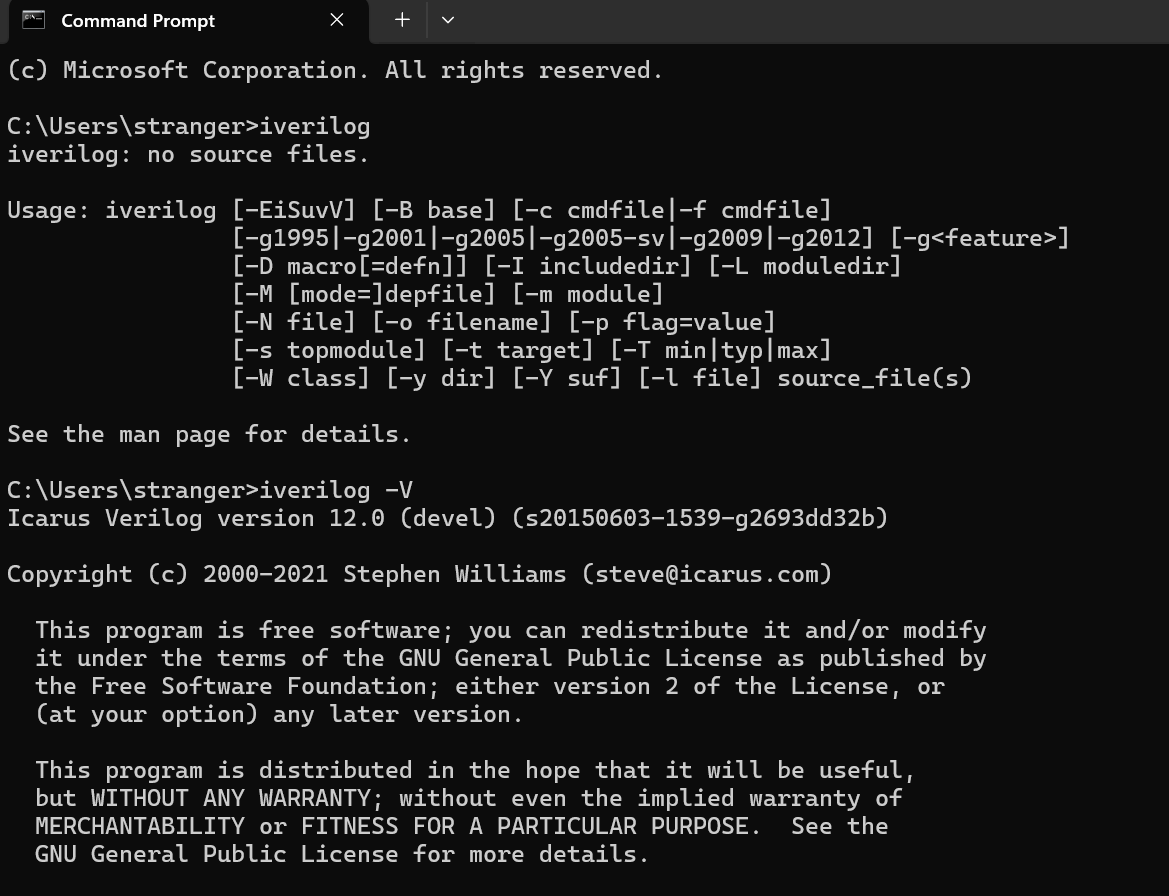 Command Prompt
(c) Microsoft Corporation. All rights reserved.
C:\Users\stranger>iverilog
iverilog: no source files.
Usage: iverilog [-EiSuvV] [-B base] [-c cmdfile|-f cmdfile]
[-g1995|-g2001|-g2005|-g2005-sv|-g2009|-g2012] [-g<feature>]
[-D macro[=defn]] [-I includedir] [-L moduledir]
[-M [mode=]depfile] [-m module]
[-N file] [-o filename] [-p flag=value]
[-s topmodule] [-t target] [-T min|typ|max]
[-W class] [-y dir] [-Y suf] [-l file] source_file(s)
See the man page for details.
C:\Users\stranger>iverilog -V
Icarus Verilog version 12.0 (devel) (s20150603-1539-g2693dd32b)
Copyright (c) 2000-2021 Stephen Williams (steve@icarus.com)
This program is free software; you can redistribute it and/or modify
it under the terms of the GNU General Public License as published by
the Free Software Foundation; either version 2 of the License, or
(at your option) any later version.
This program is distributed in the hope that it will be useful,
but WITHOUT ANY WARRANTY; without even the implied warranty of
MERCHANTABILITY or FITNESS FOR A PARTICULAR PURPOSE.  See the
GNU General Public License for more details.